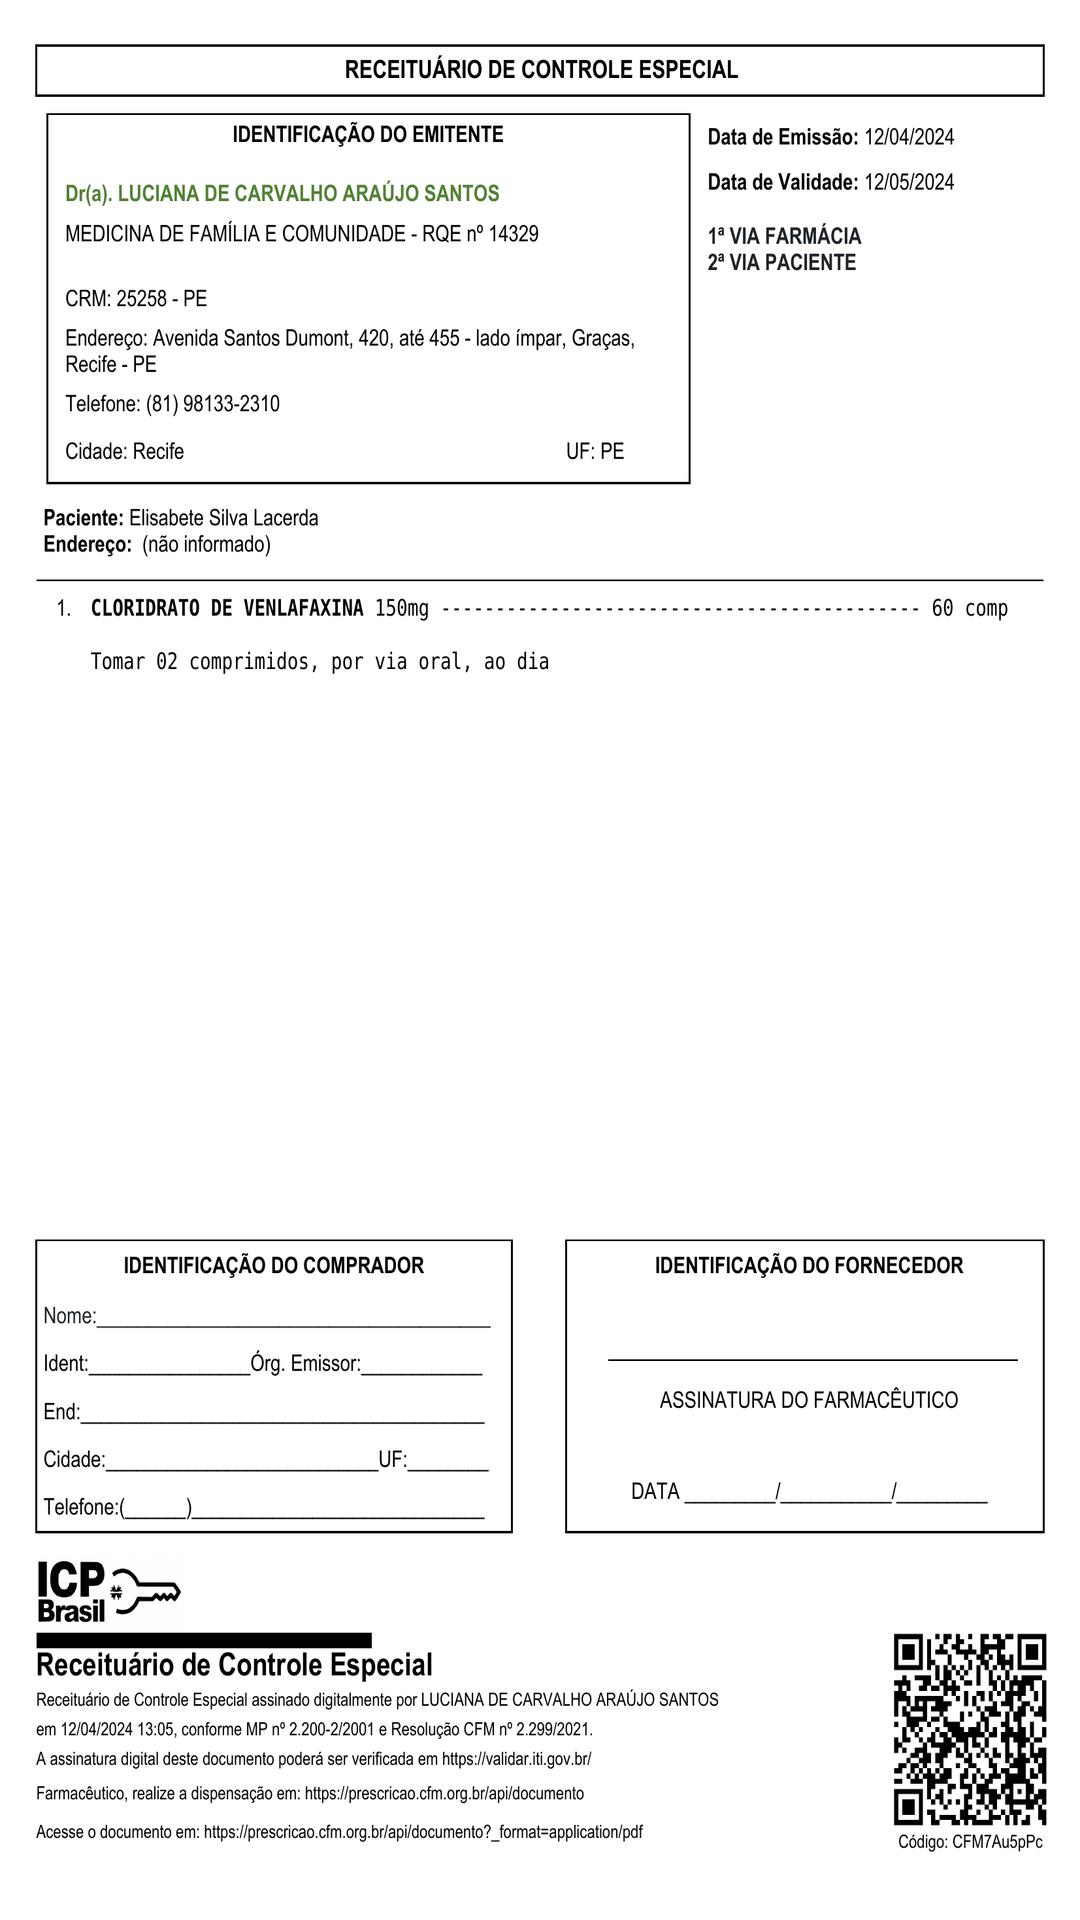 RECEITUÁRIO DE CONTROLE ESPECIAL
IDENTIFICAÇÃO DO EMITENTE
Dr(a). LUCIANA DE CARVALHO ARAÚJO SANTOS
MEDICINA DE FAMÍLIA E COMUNIDADE - RQE nº 14329
CRM: 25258 - PE
Endereço: Avenida Santos Dumont, 420, até 455 - lado ímpar, Graças,
Recife - PE
Telefone: (81) 98133-2310
Cidade: Recife UF: PE
Data de Emissão: 12/04/2024
Data de Validade: 12/05/2024
1ª VIA FARMÁCIA
2ª VIA PACIENTE
Paciente: Elisabete Silva Lacerda
Endereço: (não informado)
1. CLORIDRATO DE VENLAFAXINA 150mg -------------------------------------------- 60 comp
Tomar 02 comprimidos, por via oral, ao dia
IDENTIFICAÇÃO DO COMPRADOR
Nome:_______________________________________
Ident:________________Órg. Emissor:____________
End:________________________________________
Cidade:___________________________UF:________
Telefone:(______)_____________________________
IDENTIFICAÇÃO DO FORNECEDOR
ASSINATURA DO FARMACÊUTICO
DATA _________/___________/_________
ICP
Brasil
Receituário de Controle Especial
Receituário de Controle Especial assinado digitalmente por LUCIANA DE CARVALHO ARAÚJO SANTOS
em 12/04/2024 13:05, conforme MP nº 2.200-2/2001 e Resolução CFM nº 2.299/2021.
A assinatura digital deste documento poderá ser verificada em https://validar.iti.gov.br/
Farmacêutico, realize a dispensação em: https://prescricao.cfm.org.br/api/documento
Acesse o documento em: https://prescricao.cfm.org.br/api/documento?_format=application/pdf
Código: CFM7Au5pPc